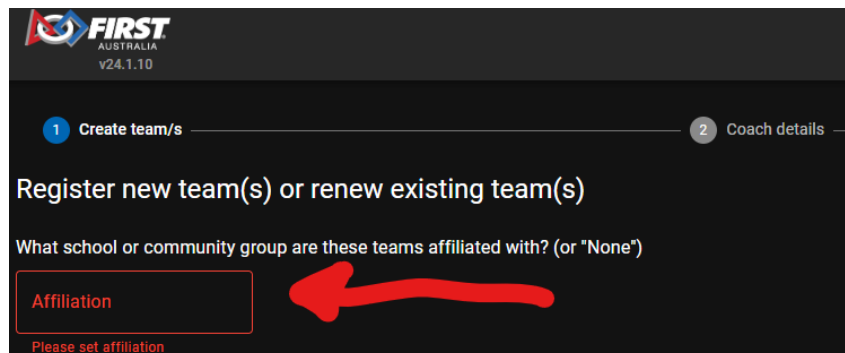 FIRST
AUSTRALIA
v24.1.10
1 Create team/s
2 Coach details
Register new team(s) or renew existing team(s)
What school or community group are these teams affiliated with? (or "None")
Affiliation
Please set affiliation